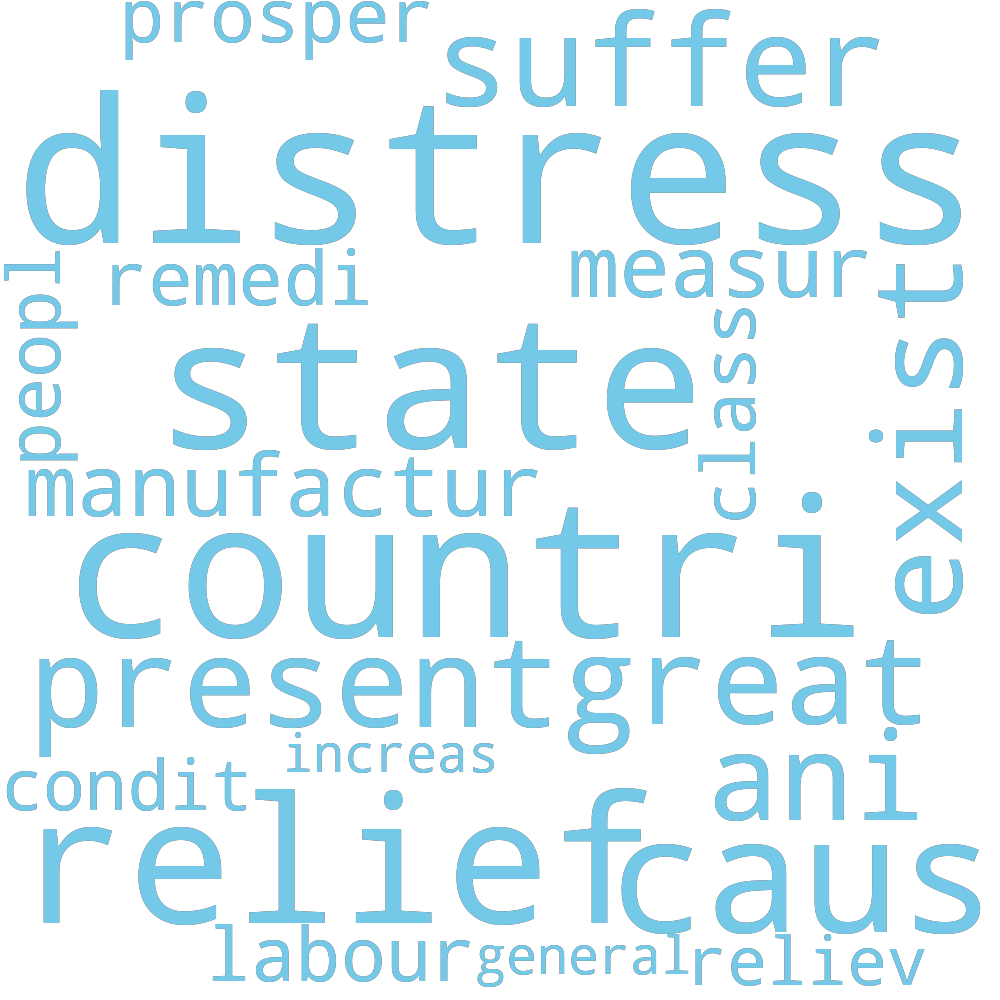 prosper
suffer
distress
remedi
measur
peopl
exist
state
class
manufactur
countri
present
great
increas
ani
condit
relief
caus
labour
general
reliev